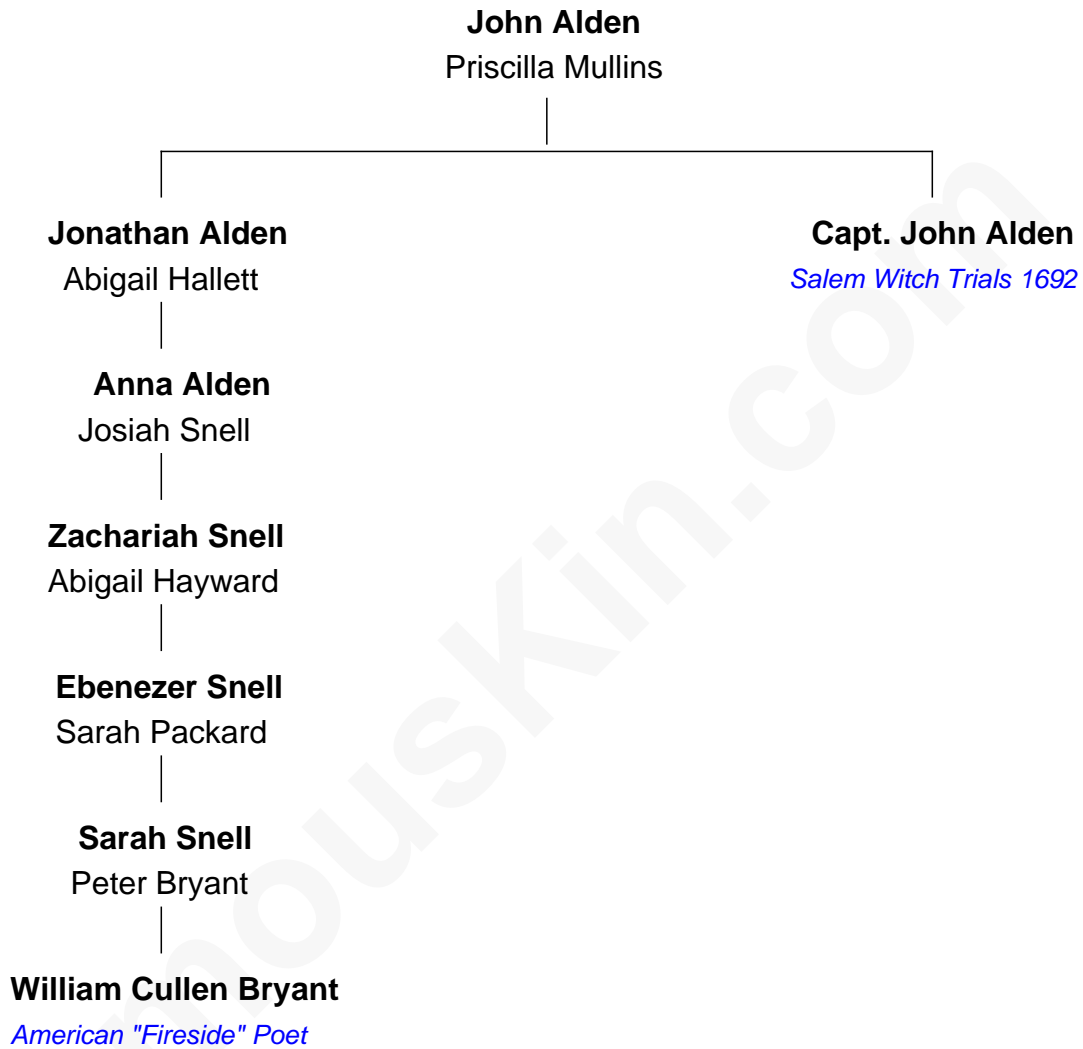 John Alden
Priscilla Mullins
Jonathan Alden
Abigail Hallett
Capt. John Alden
Salem Witch Trials 1692
Anna Alden
Josiah Snell
Zachariah Snell
Abigail Hayward
Ebenezer Snell
Sarah Packard
Sarah Snell
Peter Bryant
William Cullen Bryant
American "Fireside" Poet
mouskin.com